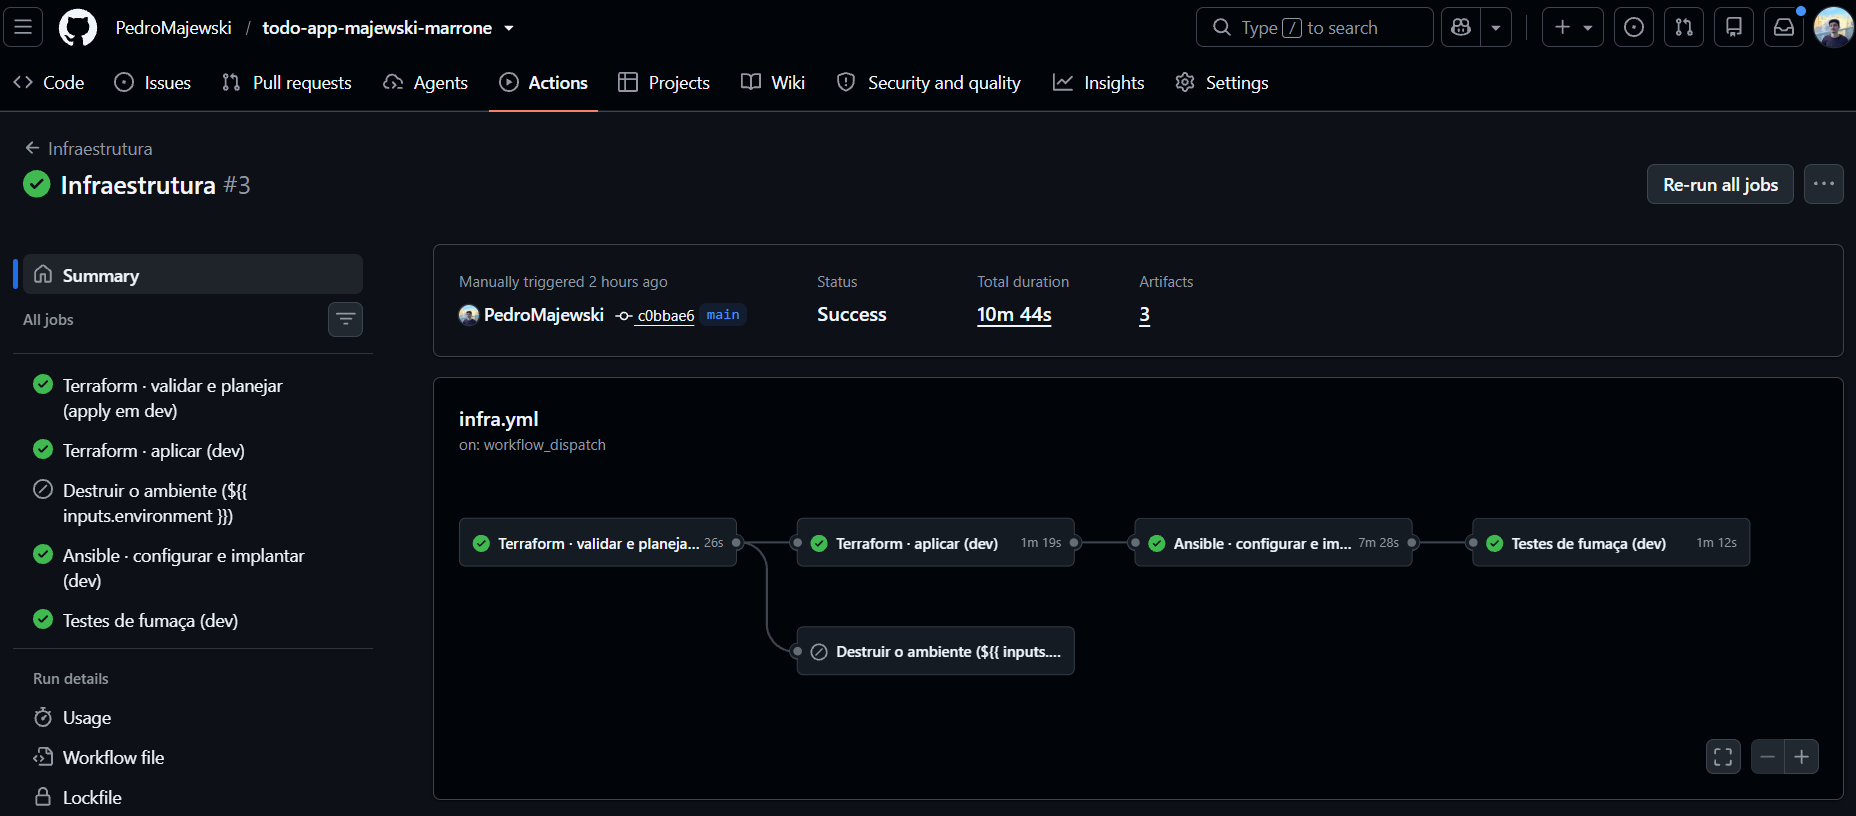 PedroMajewski / todo-app-majewski-marrone
Type / to search
Code
Issues
Pull requests
Agents
Actions
Projects
Wiki
Security and quality
Insights
Settings
Infraestrutura
Infraestrutura #3
Re-run all jobs
Summary
All jobs
Terraform · validar e planejar
(apply em dev)
Terraform · aplicar (dev)
Destruir o ambiente (${{
inputs.environment }})
Ansible · configurar e implantar
(dev)
Testes de fumaça (dev)
Run details
Usage
Workflow file
Lockfile
Manually triggered 2 hours ago
PedroMajewski c0bbae6 main
Status
Success
Total duration
10m 44s
Artifacts
3
infra.yml
on: workflow_dispatch
Terraform · validar e planeja... 26s
Terraform · aplicar (dev) 1m 19s
Ansible · configurar e im... 7m 28s
Testes de fumaça (dev) 1m 12s
Destruir o ambiente (${{ inputs....